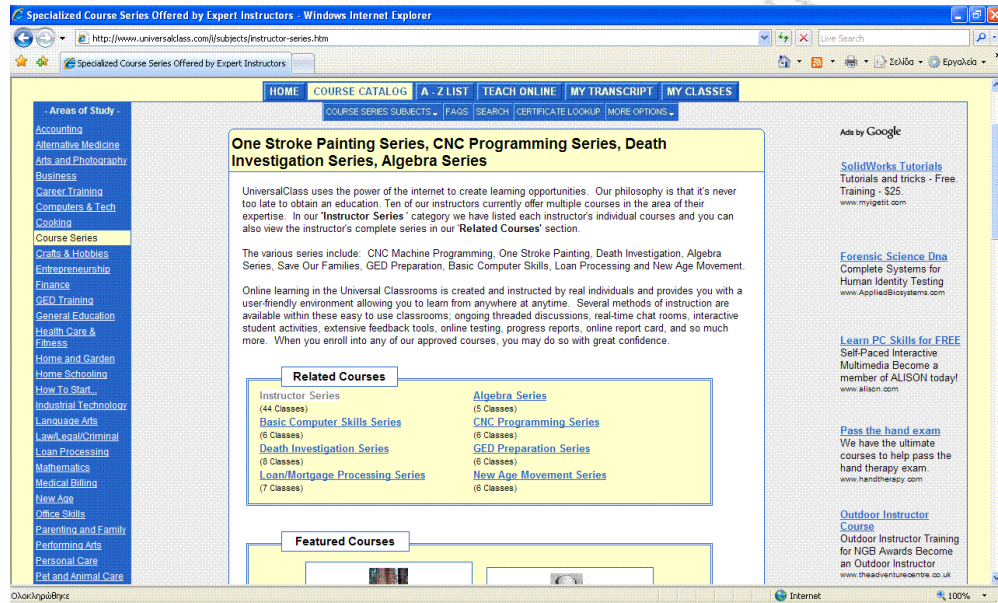 Specialized Course Series Offered by Expert Instructors - Windows Internet Explorer
http://www.universalclass.com/i/subjects/instructor-series.htm
Live Search
Specialized Course Series Offered by Expert Instructors
Σελίδα
Εργαλεία
HOME COURSE CATALOG A - Z LIST TEACH ONLINE MY TRANSCRIPT MY CLASSES
COURSE SERIES SUBJECTS FAQS SEARCH CERTIFICATE LOOKUP MORE OPTIONS
- Areas of Study -
Accounting
Alternative Medicine
Arts and Photography
Business
Career Training
Computers & Tech
Cooking
Course Series
Crafts & Hobbies
Entrepreneurship
Finance
GED Training
General Education
Health Care &
Fitness
Home and Garden
Home Schooling
How To Start...
Industrial Technology
Language Arts
Law/Legal/Criminal
Loan Processing
Mathematics
Medical Billing
New Age
Office Skills
Parenting and Family
Performing Arts
Personal Care
Pet and Animal Care
One Stroke Painting Series, CNC Programming Series, Death
Investigation Series, Algebra Series
UniversalClass uses the power of the internet to create learning opportunities. Our philosophy is that it's never
too late to obtain an education. Ten of our instructors currently offer multiple courses in the area of their
expertise. In our 'Instructor Series ' category we have listed each instructor's individual courses and you can
also view the instructor's complete series in our 'Related Courses' section.
The various series include: CNC Machine Programming, One Stroke Painting, Death Investigation, Algebra
Series, Save Our Families, GED Preparation, Basic Computer Skills, Loan Processing and New Age Movement.
Online learning in the Universal Classrooms is created and instructed by real individuals and provides you with a
user-friendly environment allowing you to learn from anywhere at anytime. Several methods of instruction are
available within these easy to use classrooms; ongoing threaded discussions, real-time chat rooms, interactive
student activities, extensive feedback tools, online testing, progress reports, online report card, and so much
more. When you enroll into any of our approved courses, you may do so with great confidence.
Related Courses
Instructor Series
(44 Classes)
Algebra Series
(5 Classes)
Basic Computer Skills Series
(6 Classes)
CNC Programming Series
(6 Classes)
Death Investigation Series
(8 Classes)
GED Preparation Series
(6 Classes)
Loan/Mortgage Processing Series
(7 Classes)
New Age Movement Series
(6 Classes)
Featured Courses
Ads by Google
SolidWorks Tutorials
Tutorials and tricks - Free.
Training - $25.
www.myigetit.com
Forensic Science Dna
Complete Systems for
Human Identity Testing
www.AppliedBiosystems.com
Learn PC Skills for FREE
Self-Paced Interactive
Multimedia Become a
member of ALISON today!
www.alison.com
Pass the hand exam
We have the ultimate
courses to help pass the
hand therapy exam.
www.handtherapy.com
Outdoor Instructor
Course
Outdoor Instructor Training
for NGB Awards Become
an Outdoor Instructor
www.theadventurecentre.co.uk
Ολοκληρώθηκε
Internet
100%